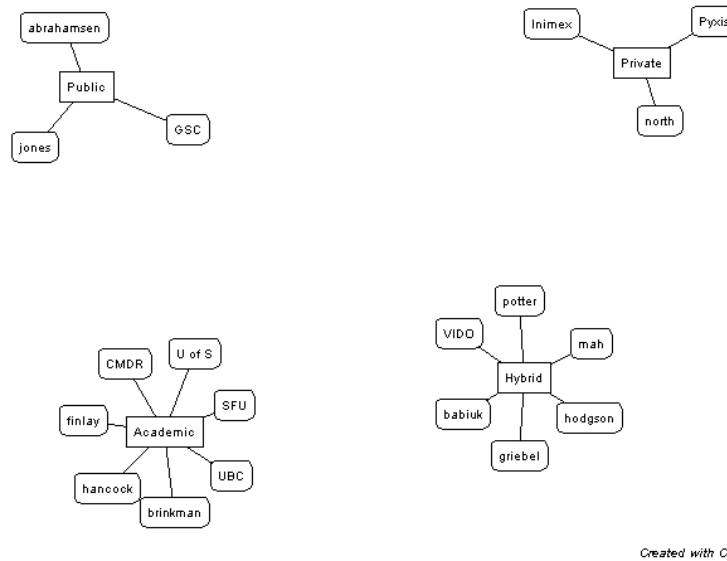 abrahamsen
Public
jones
GSC
Inimex
Pyxis
Private
north
CMDR
U of S
finlay
SFU
Academic
hancock
UBC
brinkman
potter
VIDO
mah
Hybrid
babiuk
hodgson
griebel
Created with C